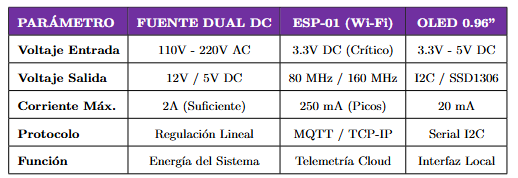 PARÁMETRO FUENTE DUAL DC ESP-01 (Wi-Fi) OLED 0.96”
Voltaje Entrada 110V - 220V AC 3.3V DC (Crítico) 3.3V - 5V DC
Voltaje Salida 12V / 5V DC 80 MHz / 160 MHz I2C / SSD1306
Corriente Máx. 2A (Suficiente) 250 mA (Picos) 20 mA
Protocolo Regulación Lineal MQTT / TCP-IP Serial I2C
Función Energía del Sistema Telemetría Cloud Interfaz Local